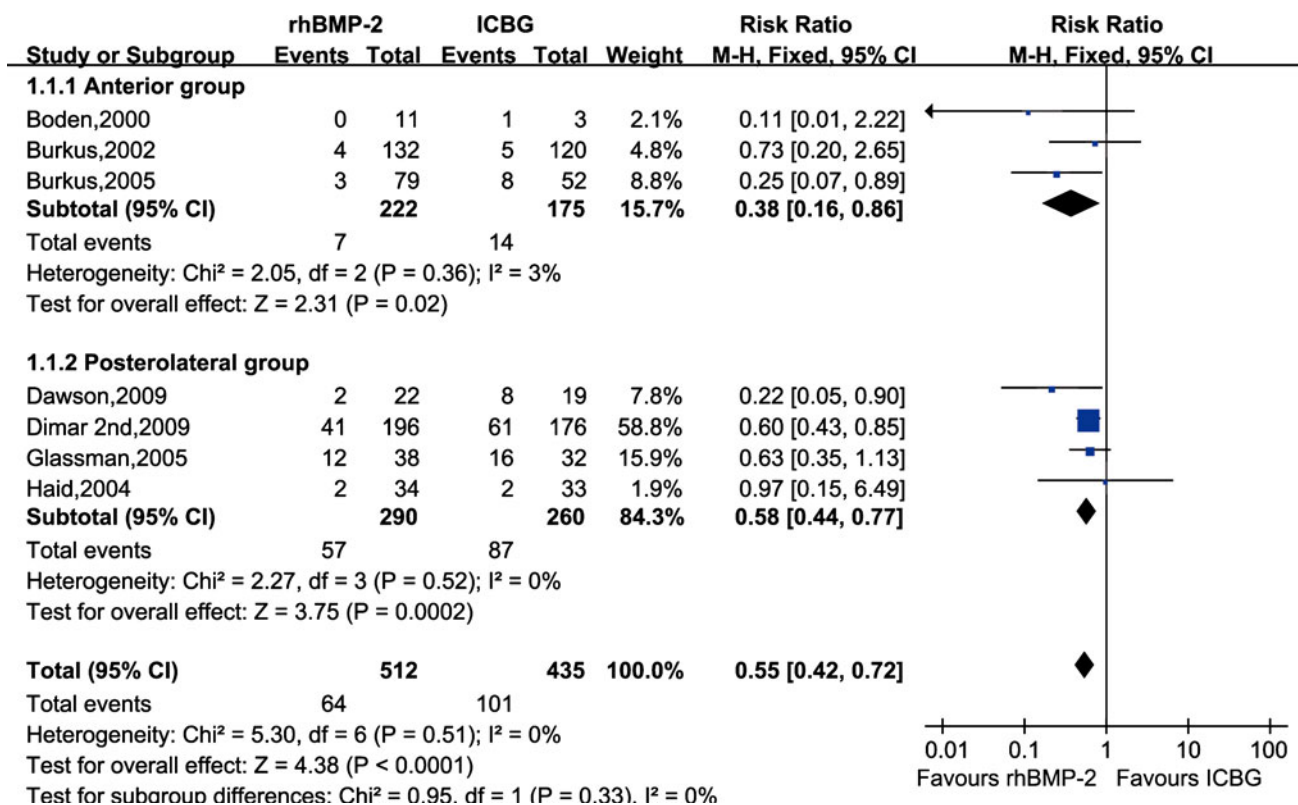 rhBMP-2 ICBG Risk Ratio Risk Ratio
Study or Subgroup Events Total Events Total Weight M-H, Fixed, 95% CI M-H, Fixed, 95% CI
1.1.1 Anterior group
Boden,2000 0 11 1 3 2.1% 0.11 [0.01, 2.22]
Burkus,2002 4 132 5 120 4.8% 0.73 [0.20, 2.65]
Burkus,2005 3 79 8 52 8.8% 0.25 [0.07, 0.89]
Subtotal (95% CI) 222 175 15.7% 0.38 [0.16, 0.86]
Total events 7 14
Heterogeneity: Chi² = 2.05, df = 2 (P = 0.36); I² = 3%
Test for overall effect: Z = 2.31 (P = 0.02)
1.1.2 Posterolateral group
Dawson,2009 2 22 8 19 7.8% 0.22 [0.05, 0.90]
Dimar 2nd,2009 41 196 61 176 58.8% 0.60 [0.43, 0.85]
Glassman,2005 12 38 16 32 15.9% 0.63 [0.35, 1.13]
Haid,2004 2 34 2 33 1.9% 0.97 [0.15, 6.49]
Subtotal (95% CI) 290 260 84.3% 0.58 [0.44, 0.77]
Total events 57 87
Heterogeneity: Chi² = 2.27, df = 3 (P = 0.52); I² = 0%
Test for overall effect: Z = 3.75 (P = 0.0002)
Total (95% CI) 512 435 100.0% 0.55 [0.42, 0.72]
Total events 64 101
Heterogeneity: Chi² = 5.30, df = 6 (P = 0.51); I² = 0%
0.01 0.1 1 10 100
Test for overall effect: Z = 4.38 (P < 0.0001)
Favours rhBMP-2 Favours ICBG
Test for subgroup differences: Chi² = 0.95, df = 1 (P = 0.33), I² = 0%